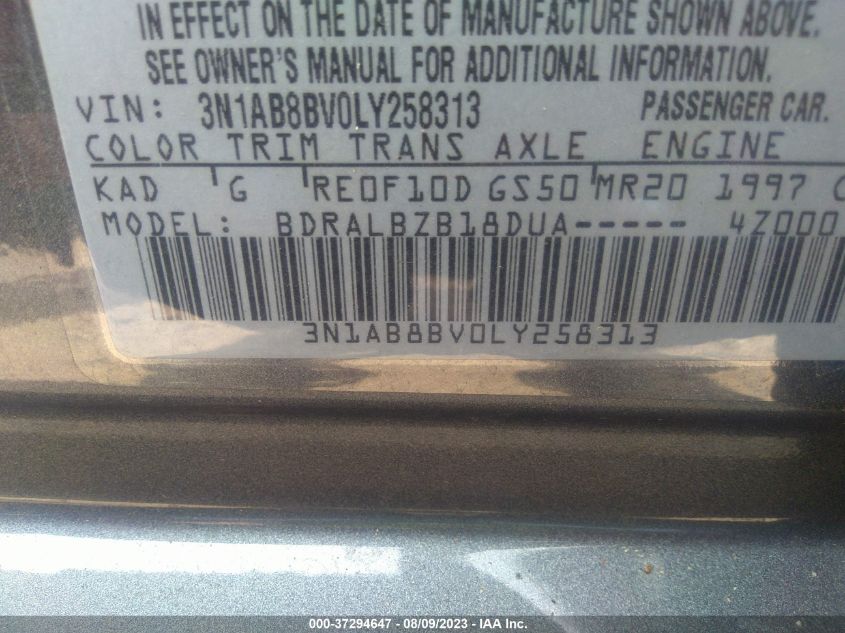 IN EFFECT ON THE DATE OF MANUFACTURE SHOWN ABOVE.
SEE OWNER'S MANUAL FOR ADDITIONAL INFORMATION.
VIN: 3N1AB8BV0LY258313 PASSENGER CAR.
COLOR TRIM TRANS AXLE ENGINE
KAD G RE0F10D GS50 MR20 1997 C
MODEL: BDRALBZB18DUA----- 4Z000
3N1AB8BV0LY258313
000-37294647 - 08/09/2023 - IAA Inc.